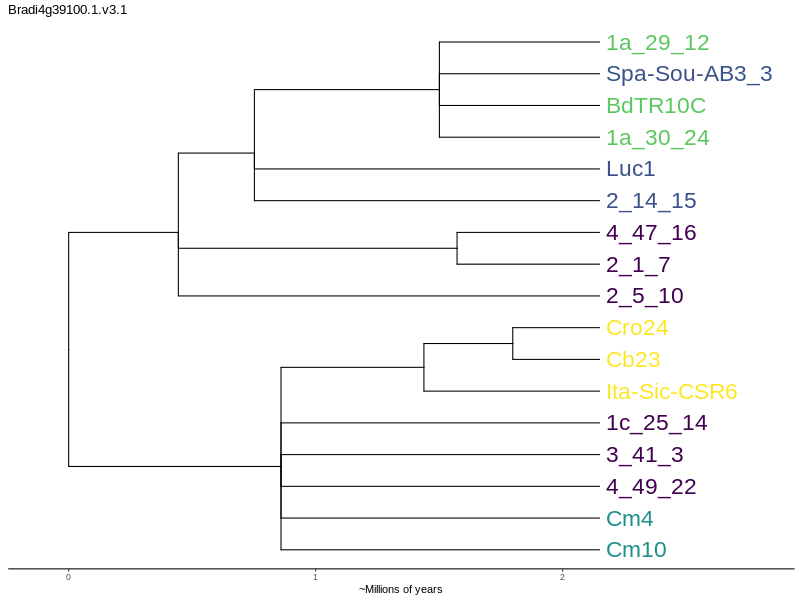 Bradi4g39100.1.v3.1
1a_29_12
Spa-Sou-AB3_3
BdTR10C
1a_30_24
Luc1
2_14_15
4_47_16
2_1_7
2_5_10
Cro24
Cb23
Ita-Sic-CSR6
1c_25_14
3_41_3
4_49_22
Cm4
Cm10
0 1 2
~Millions of years